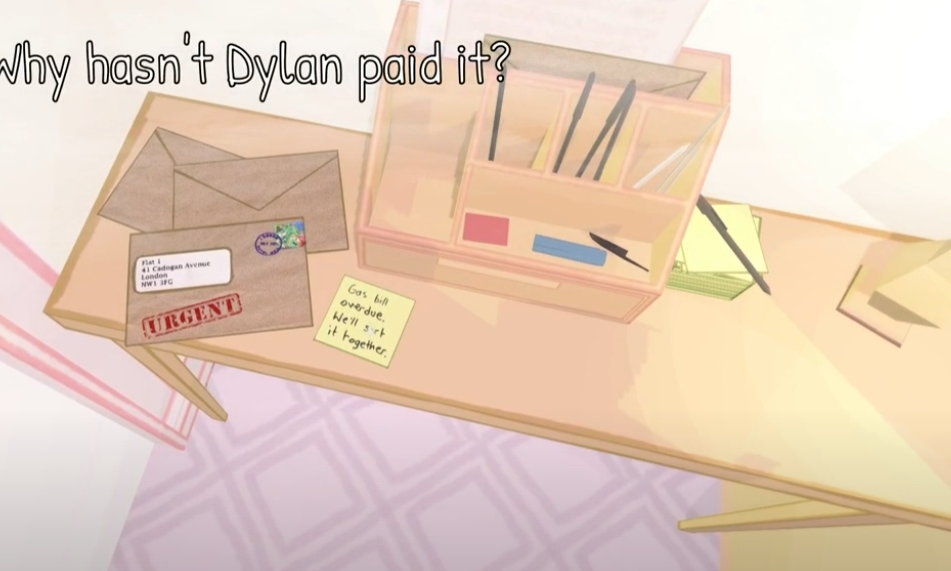 Why hasn't Dylan paid it?
Flat 1
41 Cadogan Avenue
London
NW1 3FG
URGENT
Gas bill
overdue.
We'll sort
it together.